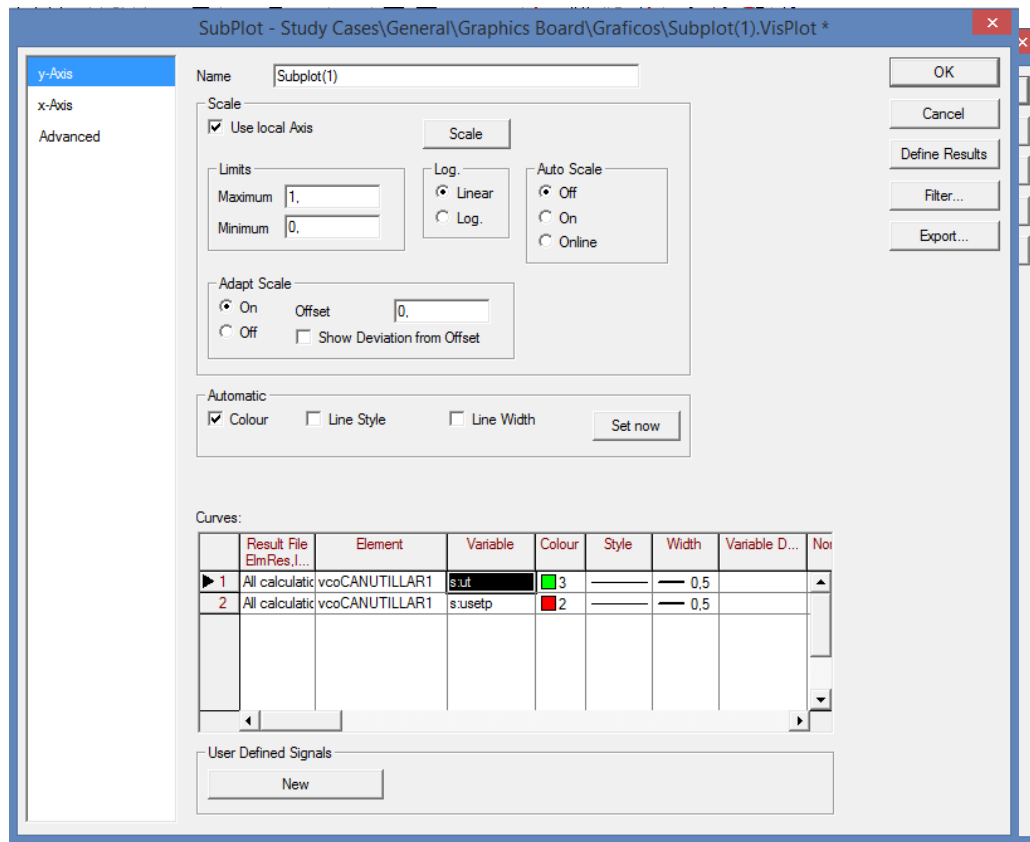 SubPlot - Study Cases\General\Graphics Board\Graficos\Subplot(1).VisPlot *
y-Axis
x-Axis
Advanced
Name Subplot(1)
Scale
Use local Axis
Scale
Limits
Maximum 1,
Minimum 0,
Log.
Linear
Log.
Auto Scale
Off
On
Online
Adapt Scale
On
Off
Offset 0,
Show Deviation from Offset
Automatic
Colour Line Style Line Width Set now
Curves:
Result File Element Variable Colour Style Width Variable D...
ElmRes,I...
1 All calculatic vcoCANUTILLAR1 s:ut 3 0,5
2 All calculatic vcoCANUTILLAR1 s:usetp 2 0,5
User Defined Signals
New
OK
Cancel
Define Results
Filter...
Export...